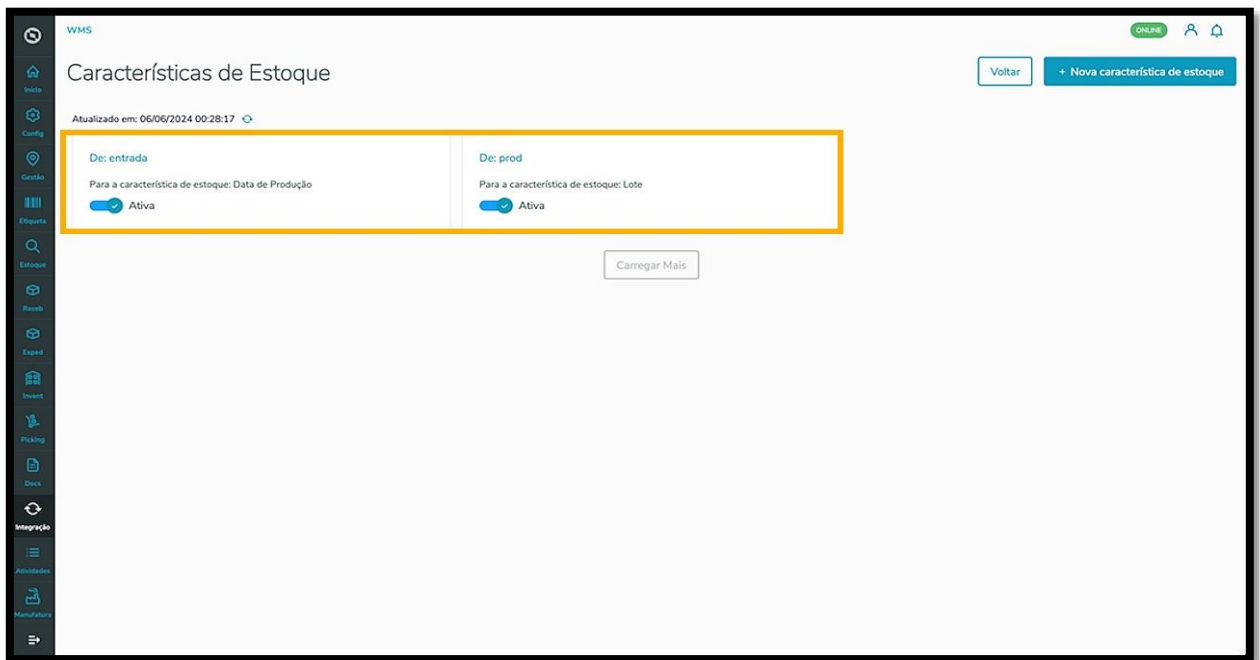 WMS
ONLINE
Características de Estoque
Voltar
+ Nova característica de estoque
Atualizado em: 06/06/2024 00:28:17
De: entrada
Para a característica de estoque: Data de Produção
Ativa
De: prod
Para a característica de estoque: Lote
Ativa
Carregar Mais
Início
Config
Gestão
Etiqueta
Estoque
Receb
Exped
Invent
Picking
Docs
Integração
Atividades
Manufatura